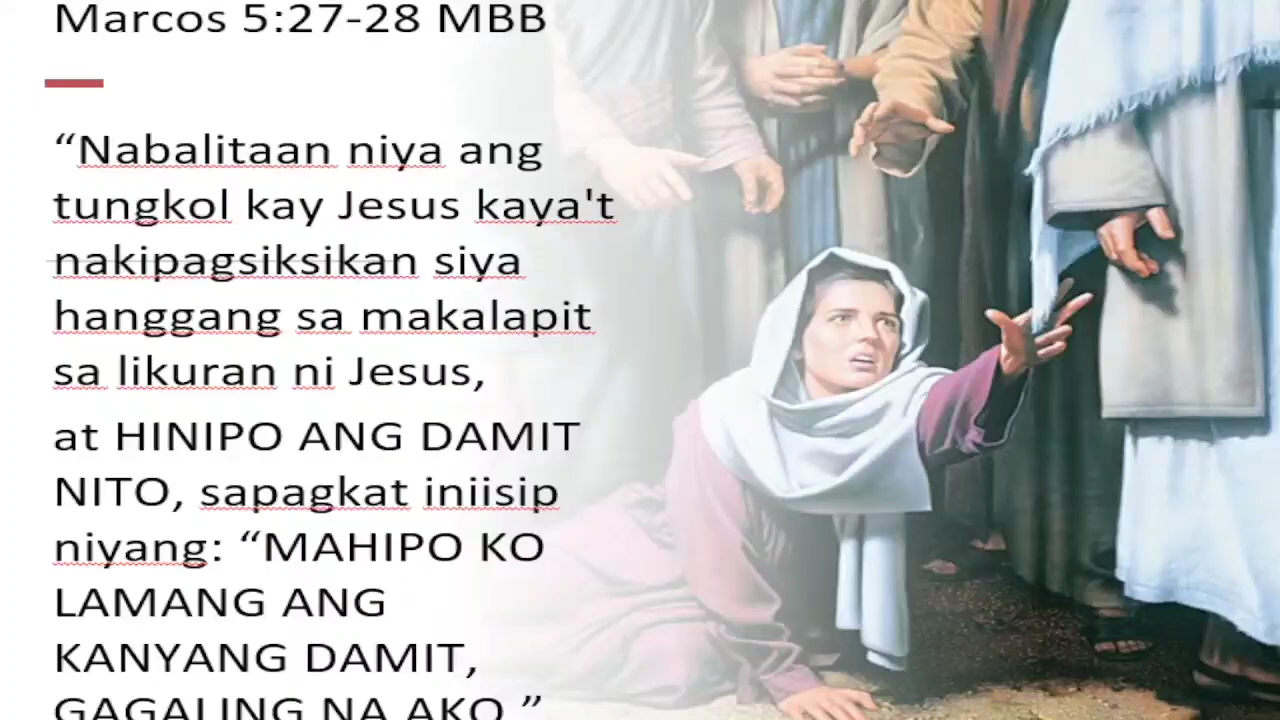 Marcos 5:27-28 MBB
“Nabalitaan niya ang
tungkol kay Jesus kaya't
nakipagsiksikan siya
hanggang sa makalapit
sa likuran ni Jesus,
at HINIPO ANG DAMIT
NITO, sapagkat iniisip
niyang: “MAHIPO KO
LAMANG ANG
KANYANG DAMIT,
GAGALING NA AKO.”